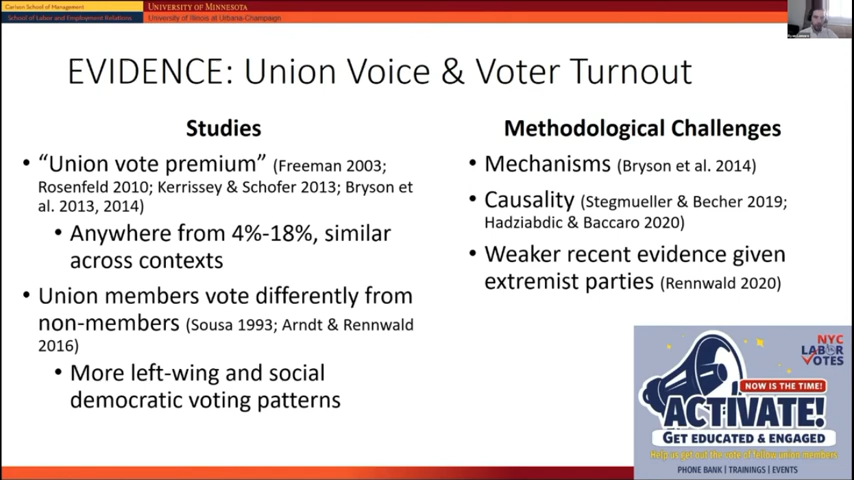 Carlson School of Management
UNIVERSITY OF MINNESOTA
School of Labor and Employment Relations
University of Illinois at Urbana-Champaign
EVIDENCE: Union Voice & Voter Turnout
Studies
• “Union vote premium” (Freeman 2003;
Rosenfeld 2010; Kerrissey & Schofer 2013; Bryson et
al. 2013, 2014)
• Anywhere from 4%-18%, similar
across contexts
• Union members vote differently from
non-members (Sousa 1993; Arndt & Rennwald
2016)
• More left-wing and social
democratic voting patterns
Methodological Challenges
• Mechanisms (Bryson et al. 2014)
• Causality (Stegmueller & Becher 2019;
Hadziabdic & Baccaro 2020)
• Weaker recent evidence given
extremist parties (Rennwald 2020)
NYC
LABOR
VOTES
NOW IS THE TIME!
ACTIVATE!
GET EDUCATED & ENGAGED
Help us get out the vote of fellow union members
PHONE BANK | TRAININGS | EVENTS